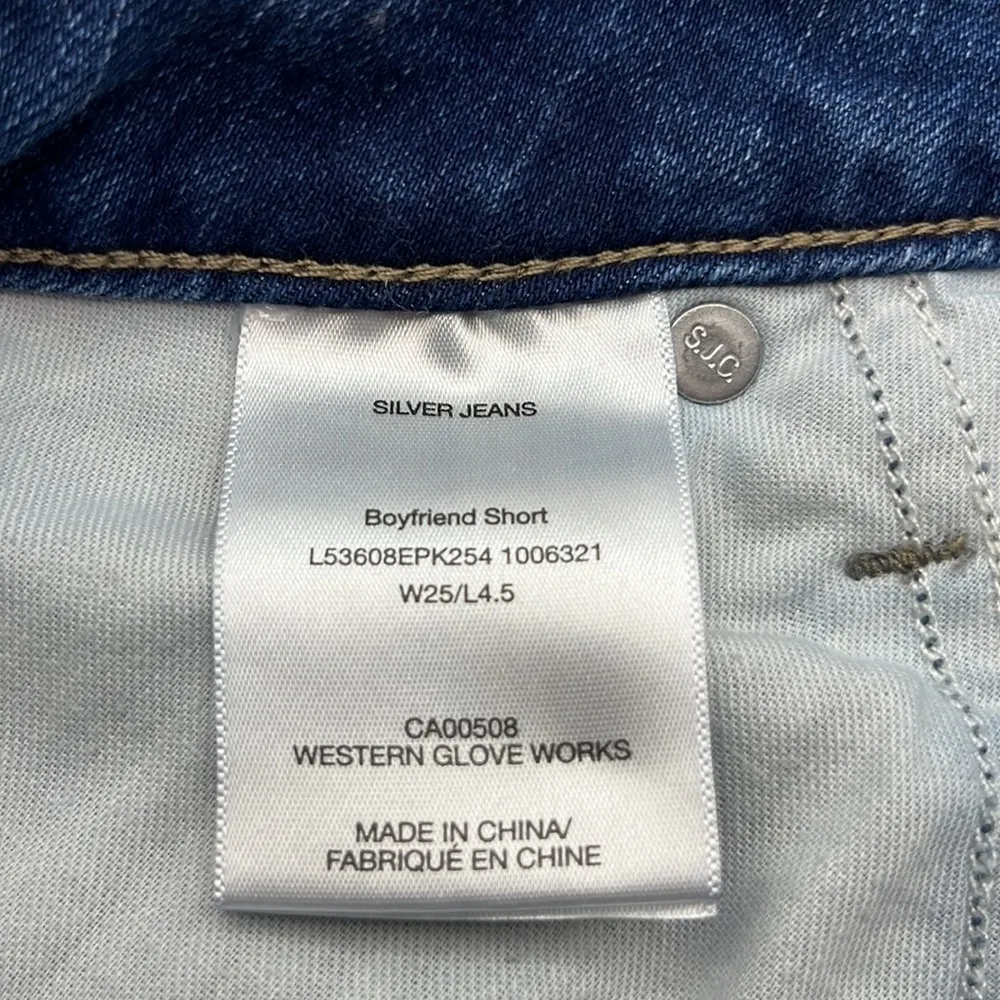 S.J.C.
SILVER JEANS
Boyfriend Short
L53608EPK254 1006321
W25/L4.5
CA00508
WESTERN GLOVE WORKS
MADE IN CHINA/
FABRIQUÉ EN CHINE